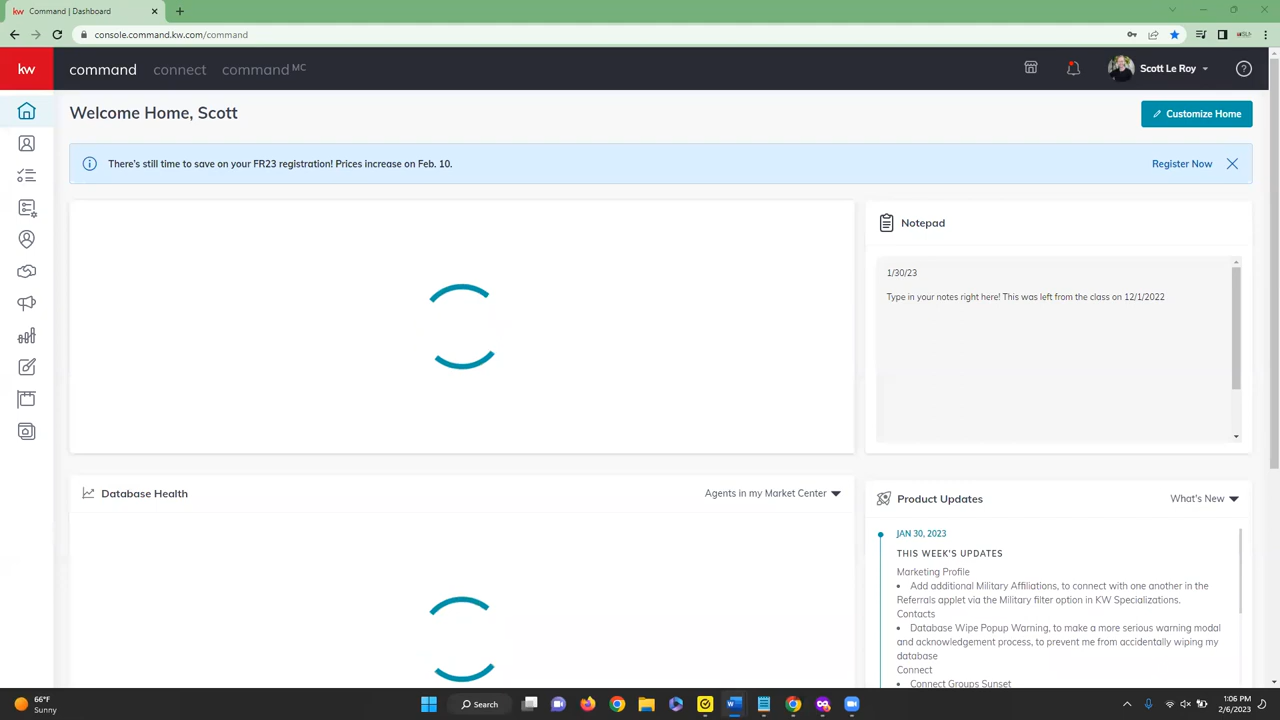 kw Command | Dashboard
console.command.kw.com/command
kw command connect command MC Scott Le Roy
Welcome Home, Scott
Customize Home
There's still time to save on your FR23 registration! Prices increase on Feb. 10.
Register Now
Notepad
1/30/23
Type in your notes right here! This was left from the class on 12/1/2022
Database Health
Agents in my Market Center
Product Updates
What's New
JAN 30, 2023
THIS WEEK'S UPDATES
Marketing Profile
• Add additional Military Affiliations, to connect with one another in the
Referrals applet via the Military filter option in KW Specializations.
Contacts
• Database Wipe Popup Warning, to make a more serious warning modal
and acknowledgement process, to prevent me from accidentally wiping my
database
Connect
• Connect Groups Sunset
66°F
Sunny
Search
1:06 PM
2/6/2023